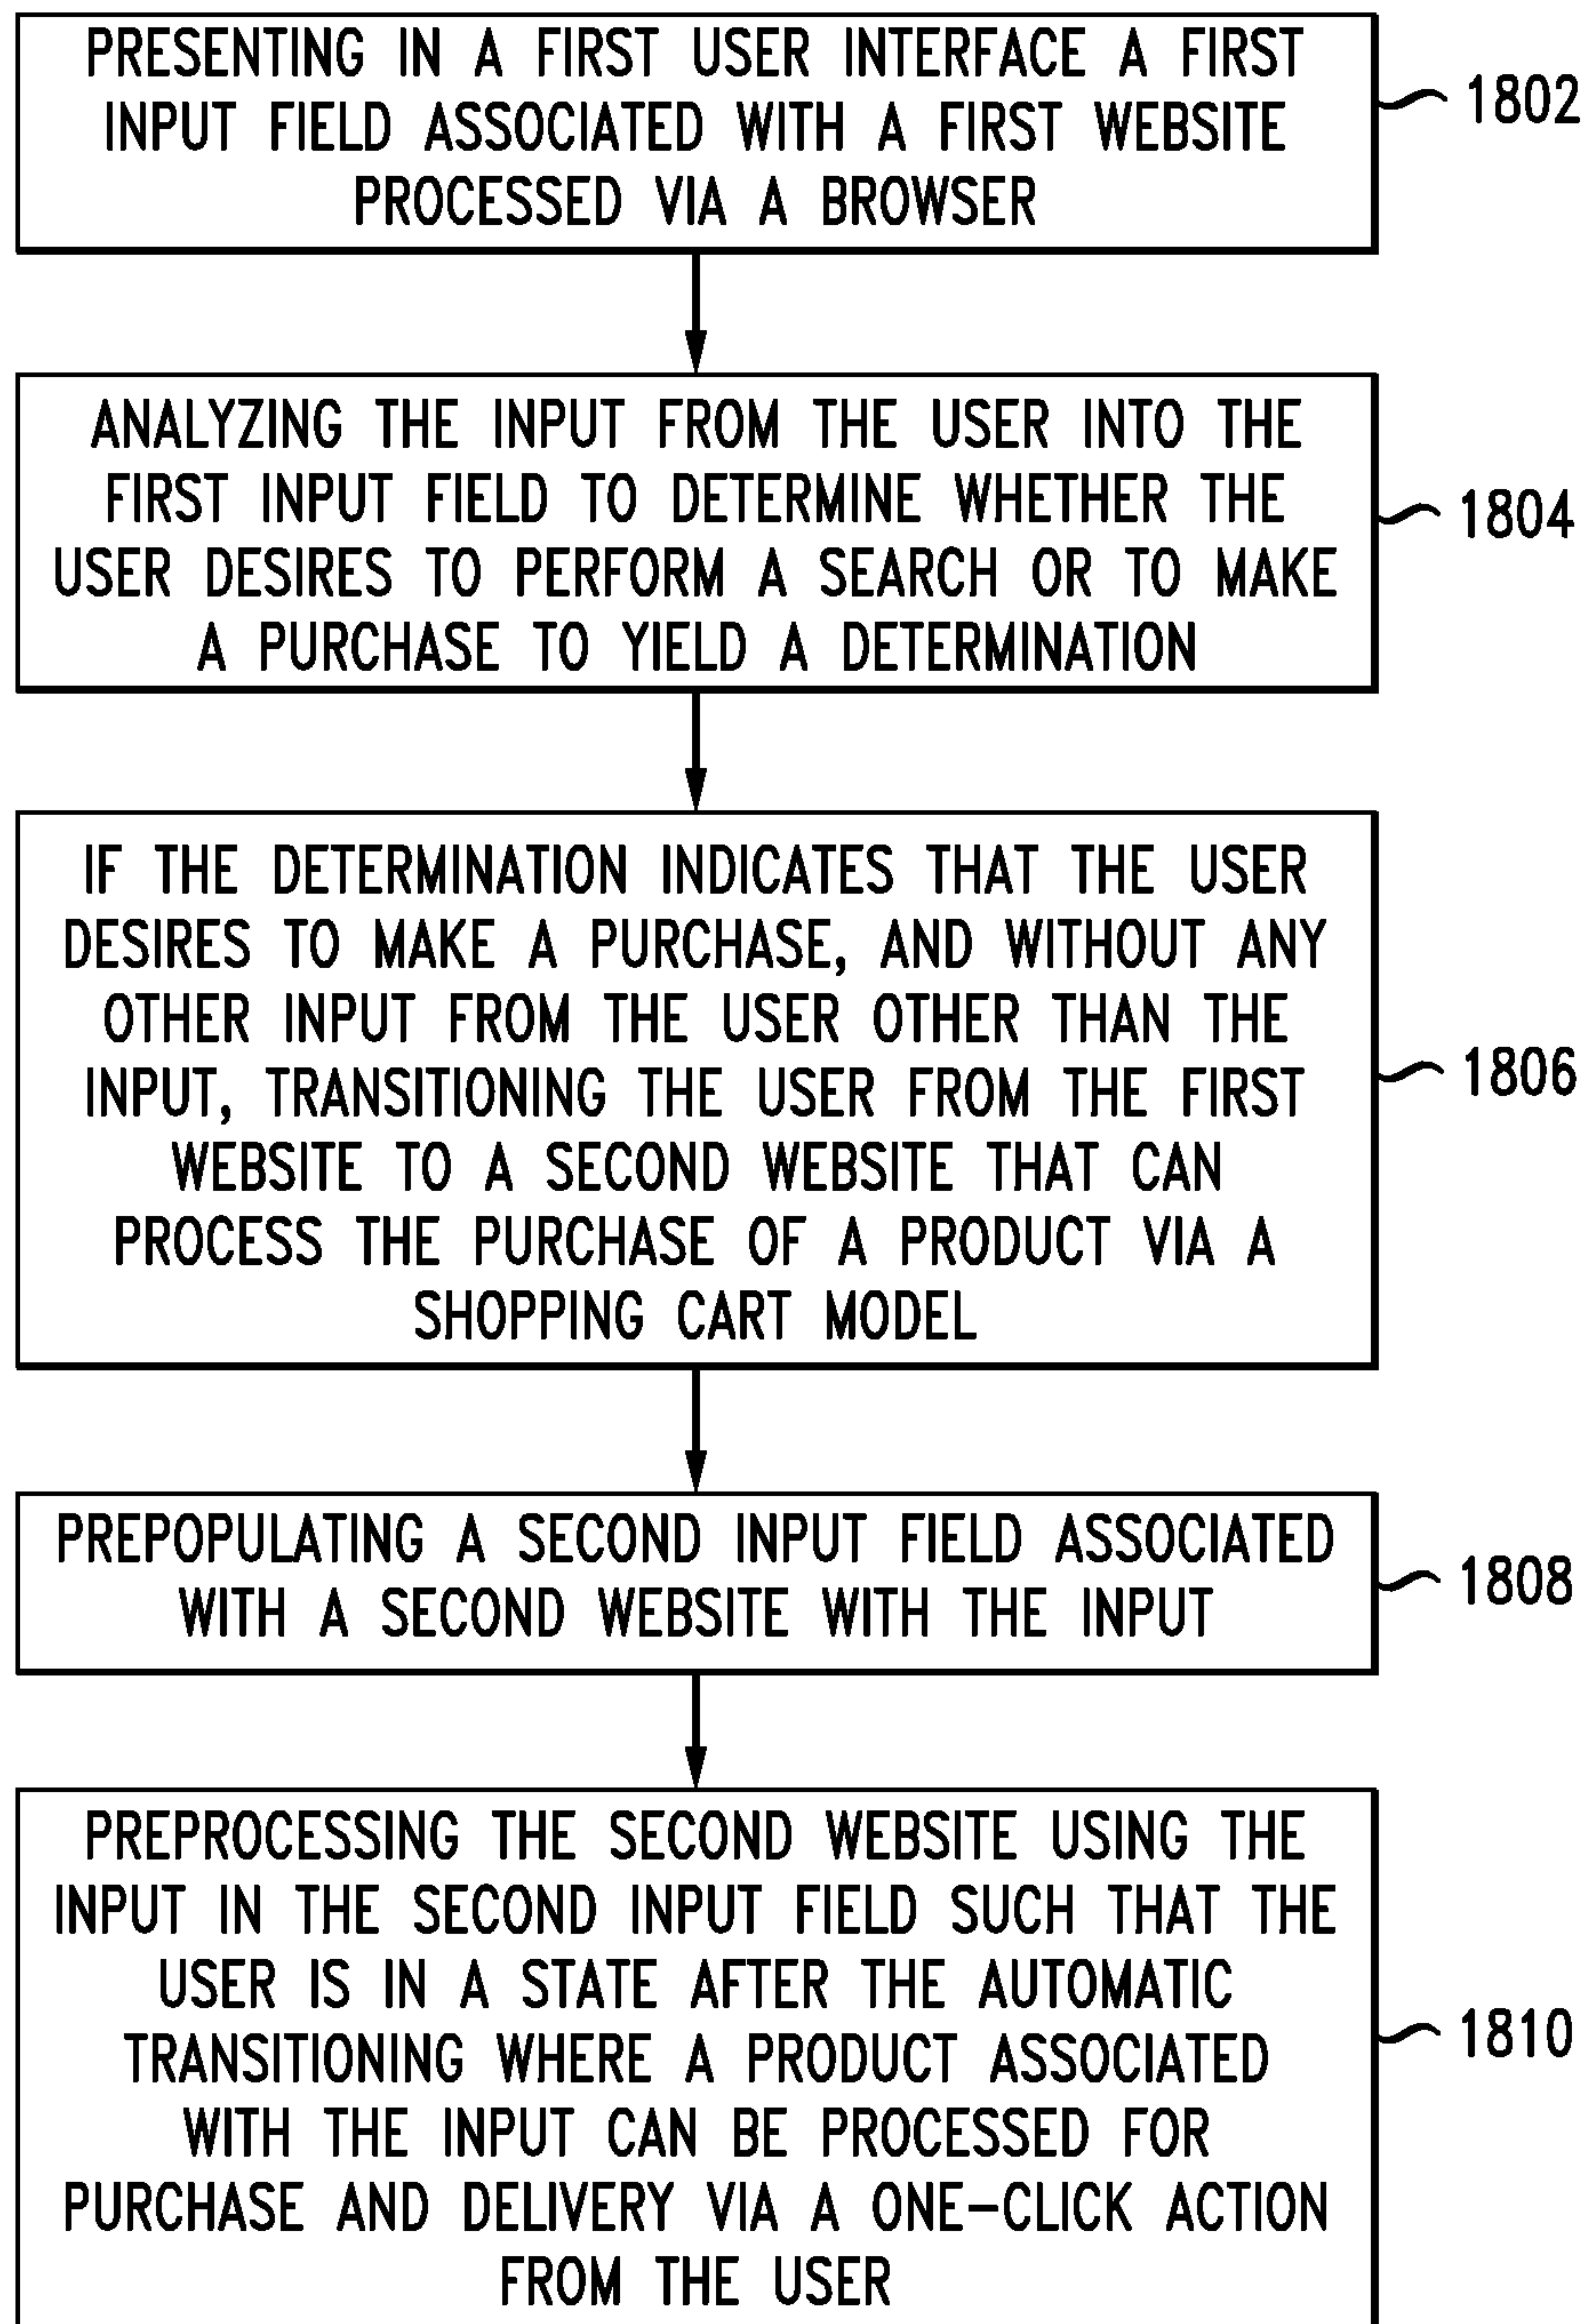 PRESENTING IN A FIRST USER INTERFACE A FIRST
INPUT FIELD ASSOCIATED WITH A FIRST WEBSITE
PROCESSED VIA A BROWSER
1802
ANALYZING THE INPUT FROM THE USER INTO THE
FIRST INPUT FIELD TO DETERMINE WHETHER THE
USER DESIRES TO PERFORM A SEARCH OR TO MAKE
A PURCHASE TO YIELD A DETERMINATION
1804
IF THE DETERMINATION INDICATES THAT THE USER
DESIRES TO MAKE A PURCHASE, AND WITHOUT ANY
OTHER INPUT FROM THE USER OTHER THAN THE
INPUT, TRANSITIONING THE USER FROM THE FIRST
WEBSITE TO A SECOND WEBSITE THAT CAN
PROCESS THE PURCHASE OF A PRODUCT VIA A
SHOPPING CART MODEL
1806
PREPOPULATING A SECOND INPUT FIELD ASSOCIATED
WITH A SECOND WEBSITE WITH THE INPUT
1808
PREPROCESSING THE SECOND WEBSITE USING THE
INPUT IN THE SECOND INPUT FIELD SUCH THAT THE
USER IS IN A STATE AFTER THE AUTOMATIC
TRANSITIONING WHERE A PRODUCT ASSOCIATED
WITH THE INPUT CAN BE PROCESSED FOR
PURCHASE AND DELIVERY VIA A ONE-CLICK ACTION
FROM THE USER
1810